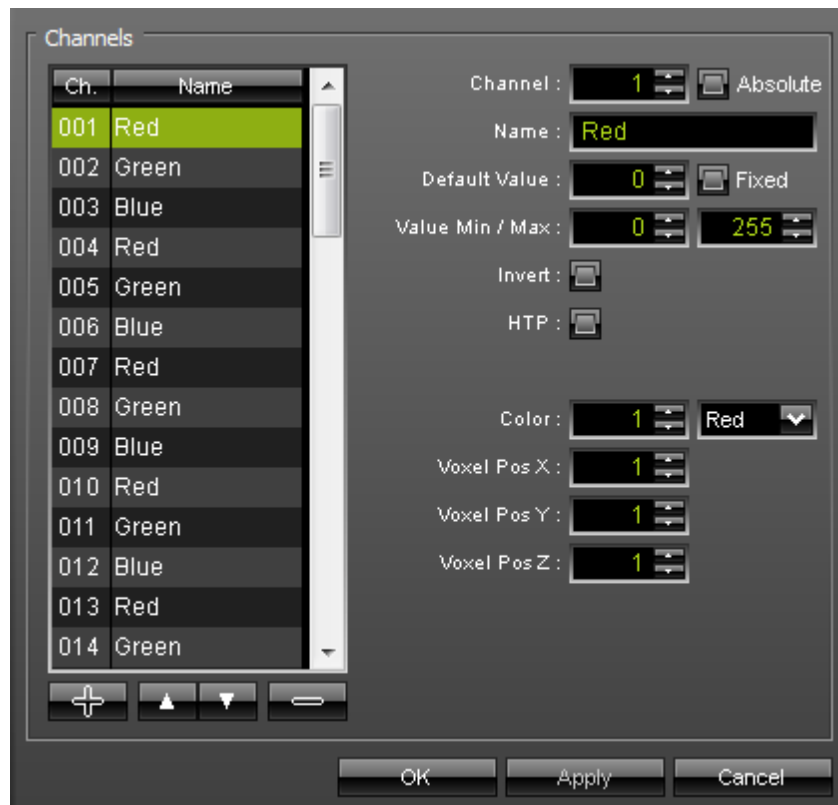 Channels
Ch. Name
001 Red
002 Green
003 Blue
004 Red
005 Green
006 Blue
007 Red
008 Green
009 Blue
010 Red
011 Green
012 Blue
013 Red
014 Green
Channel : 1 Absolute
Name : Red
Default Value : 0 Fixed
Value Min / Max : 0 255
Invert :
HTP :
Color : 1 Red
Voxel Pos X : 1
Voxel Pos Y : 1
Voxel Pos Z : 1
OK Apply Cancel